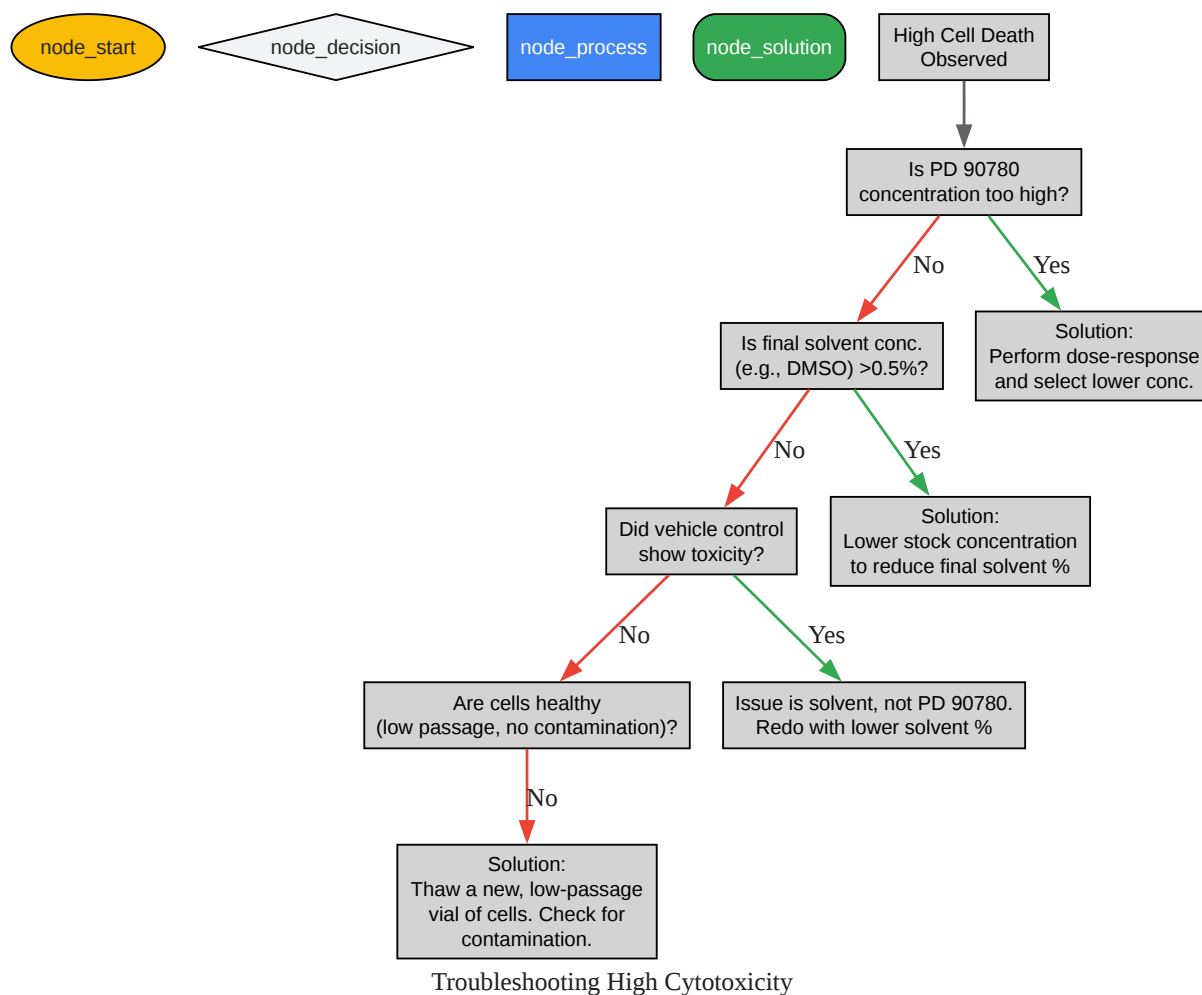 node_start
node_decision
node_process
node_solution
High Cell Death
Observed
Is PD 90780
concentration too high?
No
Yes
Is final solvent conc.
(e.g., DMSO) >0.5%?
Solution:
Perform dose-response
and select lower conc.
No
Yes
Did vehicle control
show toxicity?
Solution:
Lower stock concentration
to reduce final solvent %
No
Yes
Are cells healthy
(low passage, no contamination)?
Issue is solvent, not PD 90780.
Redo with lower solvent %
No
Solution:
Thaw a new, low-passage
vial of cells. Check for
contamination.
Troubleshooting High Cytotoxicity